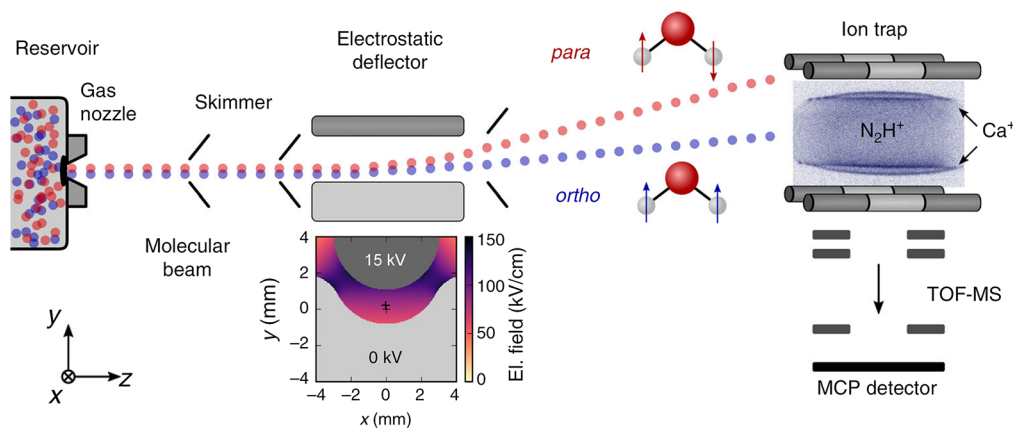 Reservoir
Gas
nozzle
Skimmer
Electrostatic
deflector
para
Ion trap
N₂H⁺
Ca⁺
ortho
Molecular
beam
15 kV
0 kV
4
2
0
−2
−4
y (mm)
−4 −2 0 2 4
x (mm)
150
100
50
0
El. field (kV/cm)
y
z
x
TOF-MS
MCP detector